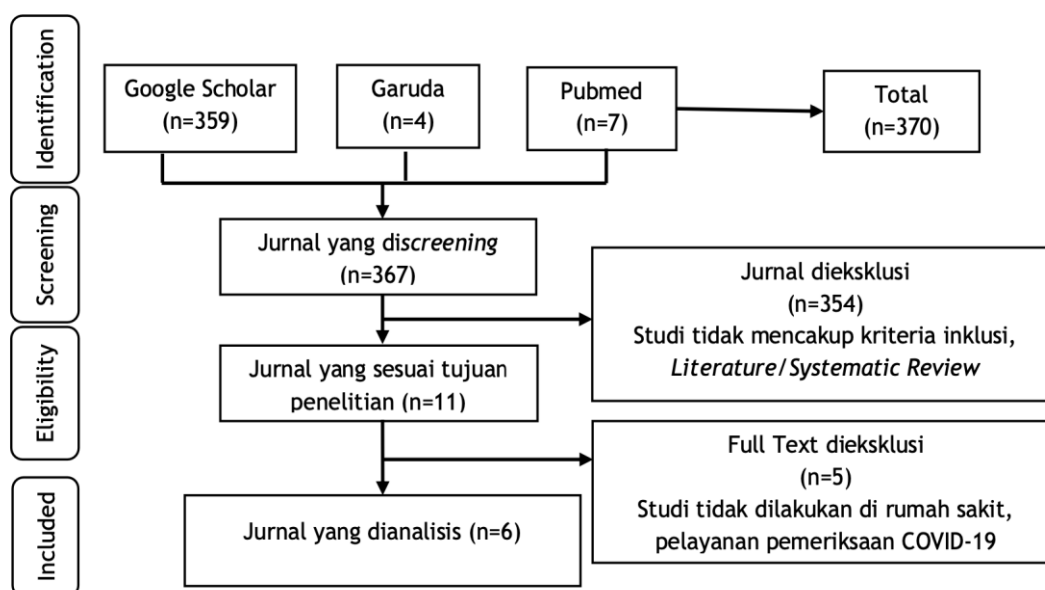 Identification
Google Scholar
(n=359)
Garuda
(n=4)
Pubmed
(n=7)
Total
(n=370)
Screening
Jurnal yang discreening
(n=367)
Jurnal dieksklusi
(n=354)
Studi tidak mencakup kriteria inklusi,
Literature/Systematic Review
Eligibility
Jurnal yang sesuai tujuan
penelitian (n=11)
Full Text dieksklusi
(n=5)
Studi tidak dilakukan di rumah sakit,
pelayanan pemeriksaan COVID-19
Included
Jurnal yang dianalisis (n=6)